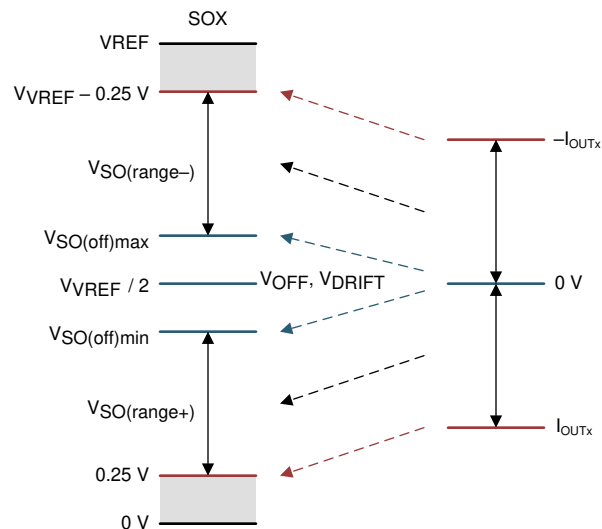 SOX
VREF
VVREF – 0.25 V
–IOUTx
VSO(range–)
VSO(off)max
VVREF / 2
VOFF, VDRIFT
0 V
VSO(off)min
VSO(range+)
IOUTx
0.25 V
0 V